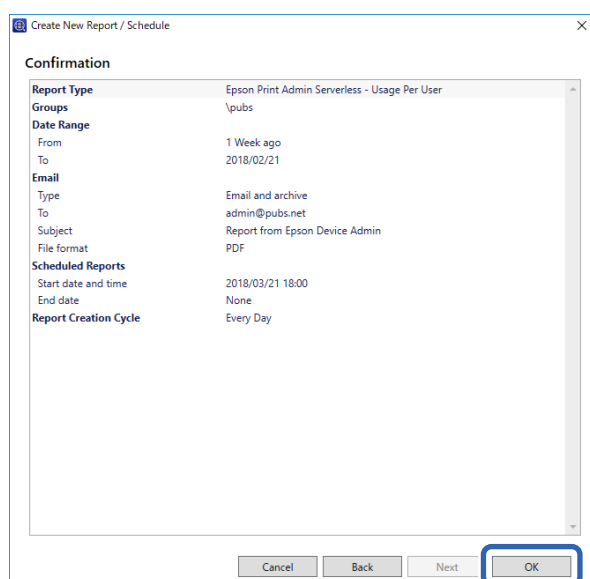 Create New Report / Schedule
Confirmation
Report Type Epson Print Admin Serverless - Usage Per User
Groups \pubs
Date Range
From 1 Week ago
To 2018/02/21
Email
Type Email and archive
To admin@pubs.net
Subject Report from Epson Device Admin
File format PDF
Scheduled Reports
Start date and time 2018/03/21 18:00
End date None
Report Creation Cycle Every Day
Cancel Back Next OK